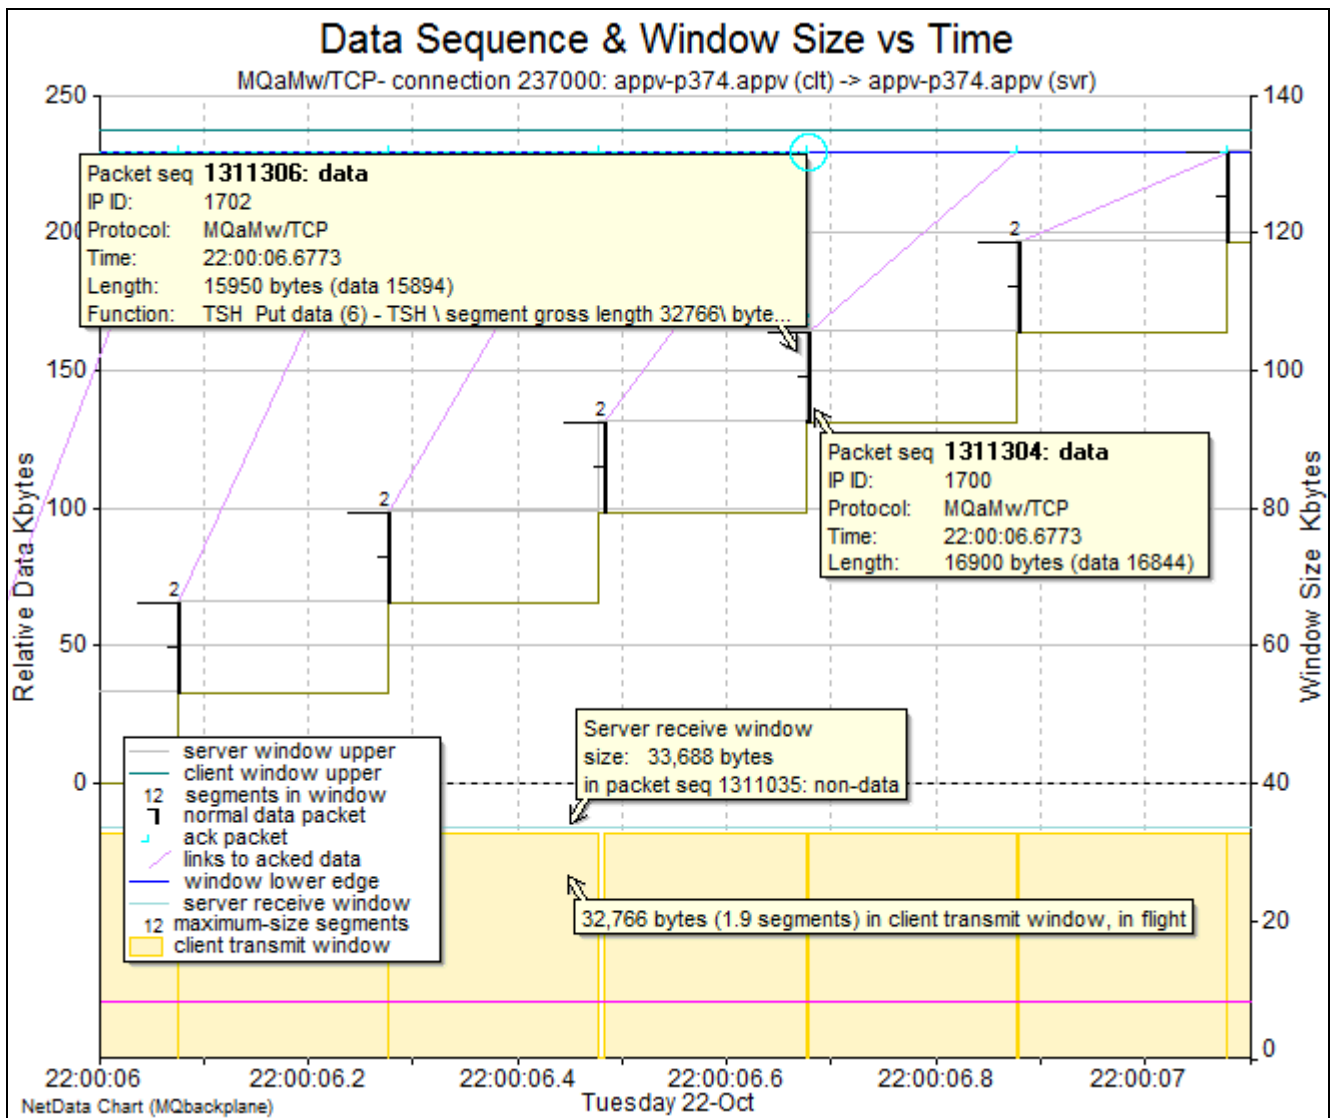 Data Sequence & Window Size vs Time
MQaMw/TCP- connection 237000: appv-p374.appv (clt) -> appv-p374.appv (svr)
250
200
150
100
50
0
Relative Data Kbytes
140
120
100
80
60
40
20
0
Window Size Kbytes
Packet seq 1311306: data
IP ID: 1702
Protocol: MQaMw/TCP
Time: 22:00:06.6773
Length: 15950 bytes (data 15894)
Function: TSH Put data (6) - TSH \ segment gross length 32766\ byte...
2
2
2
2
2
Packet seq 1311304: data
IP ID: 1700
Protocol: MQaMw/TCP
Time: 22:00:06.6773
Length: 16900 bytes (data 16844)
Server receive window
size: 33,688 bytes
in packet seq 1311035: non-data
32,766 bytes (1.9 segments) in client transmit window, in flight
server window upper
client window upper
12 segments in window
normal data packet
ack packet
links to acked data
window lower edge
server receive window
12 maximum-size segments
client transmit window
22:00:06
22:00:06.2
22:00:06.4
22:00:06.6
22:00:06.8
22:00:07
Tuesday 22-Oct
NetData Chart (MQbackplane)